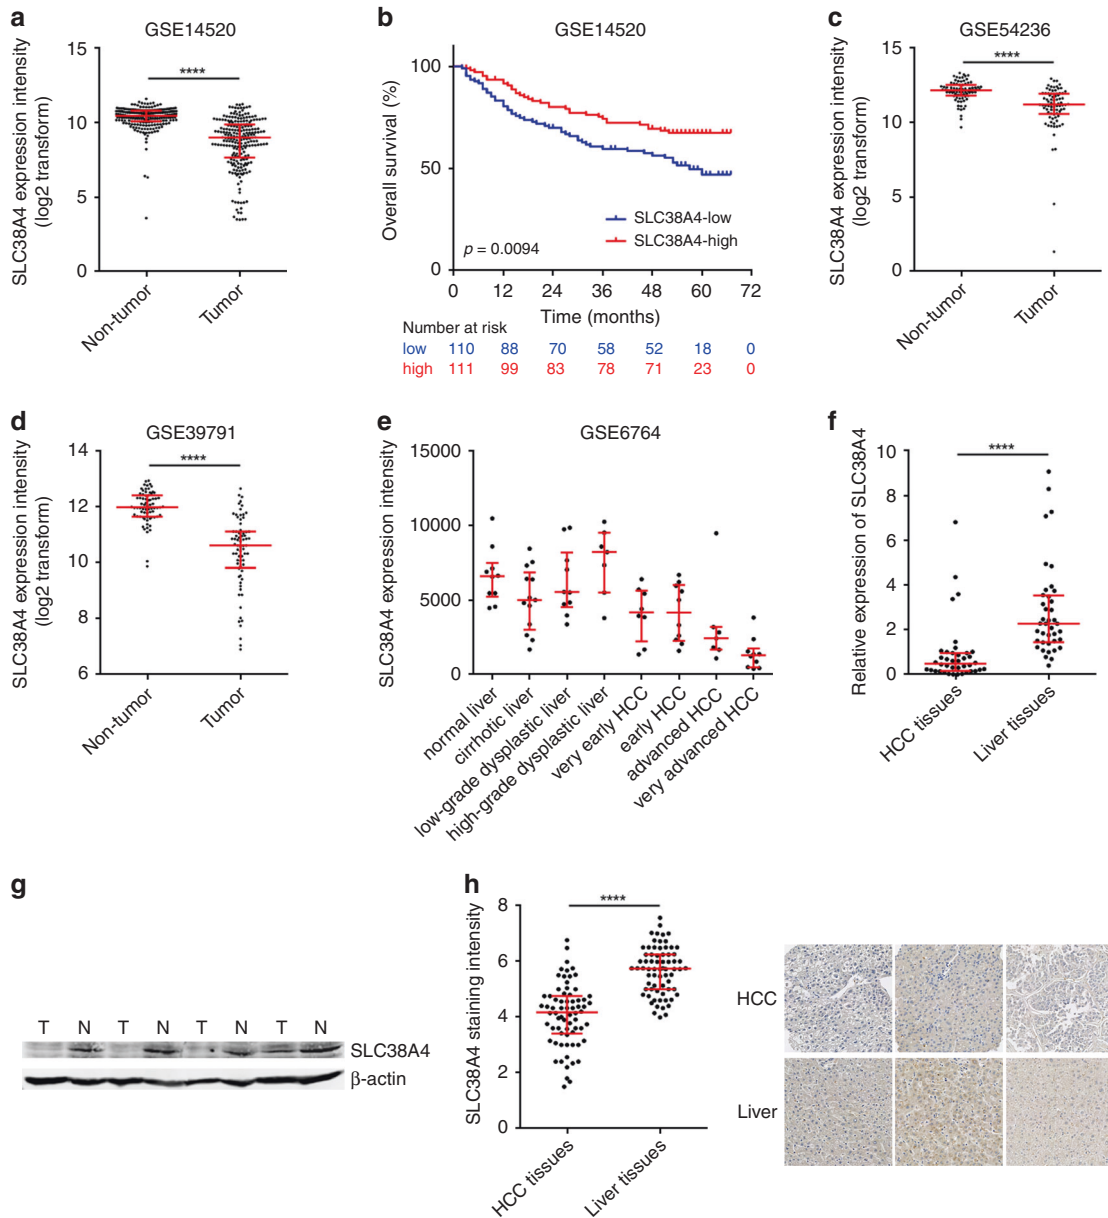 a
GSE14520
SLC38A4 expression intensity
(log2 transform)
15
10
5
0
****
Non-tumor
Tumor
b
GSE14520
Overall survival (%)
100
50
0
SLC38A4-low
SLC38A4-high
p = 0.0094
0 12 24 36 48 60 72
Time (months)
Number at risk
low 110 88 70 58 52 18 0
high 111 99 83 78 71 23 0
c
GSE54236
SLC38A4 expression intensity
(log2 transform)
15
10
5
0
****
Non-tumor
Tumor
d
GSE39791
SLC38A4 expression intensity
(log2 transform)
14
12
10
8
6
****
Non-tumor
Tumor
e
GSE6764
SLC38A4 expression intensity
15000
10000
5000
0
normal liver
cirrhotic liver
low-grade dysplastic liver
high-grade dysplastic liver
very early HCC
early HCC
advanced HCC
very advanced HCC
f
Relative expression of SLC38A4
10
8
6
4
2
0
****
HCC tissues
Liver tissues
g
T N T N T N T N
SLC38A4
β-actin
h
SLC38A4 staining intensity
8
6
4
2
0
****
HCC tissues
Liver tissues
HCC
Liver